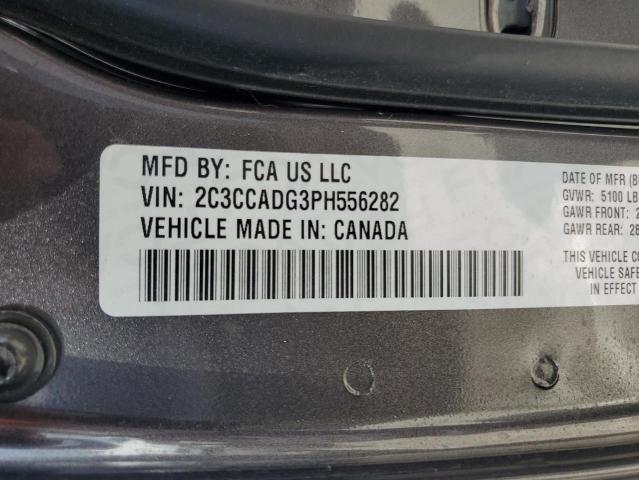 MFD BY: FCA US LLC
VIN: 2C3CCADG3PH556282
VEHICLE MADE IN: CANADA
DATE OF MFR
GVWR: 5100 LB
GAWR FRONT:
GAWR REAR:
THIS VEHICLE
VEHICLE
IN EFFECT